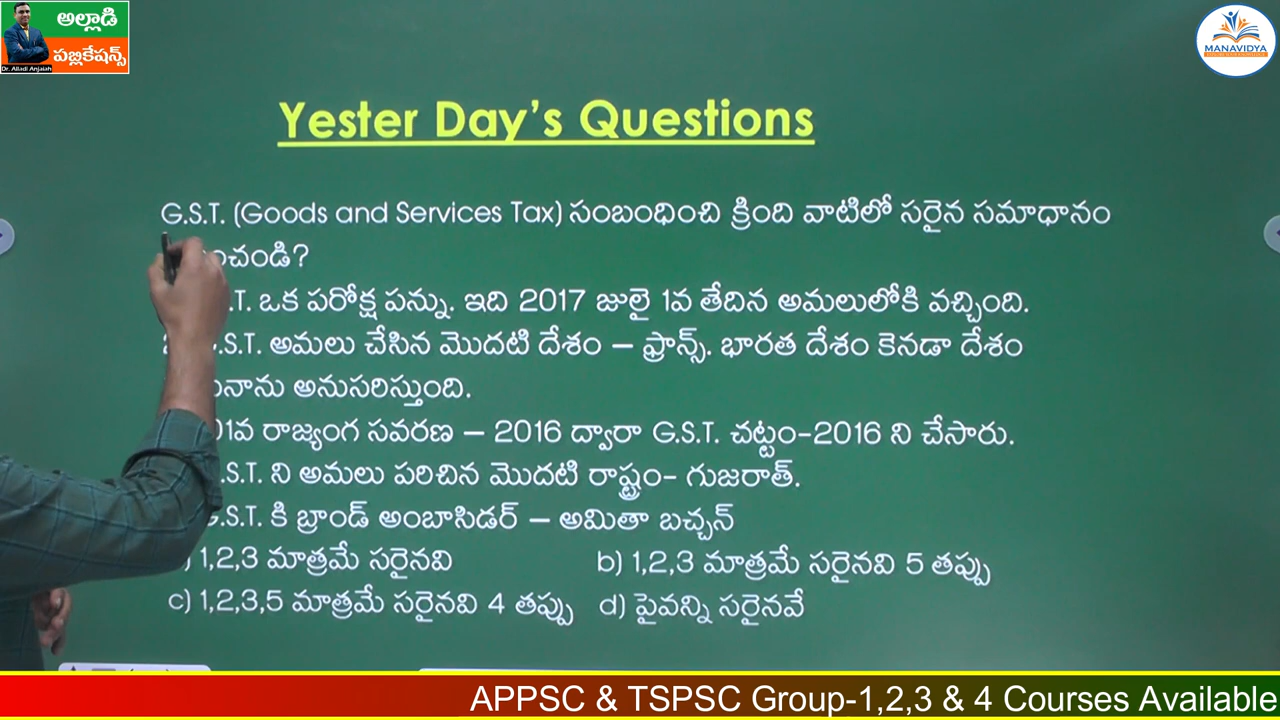 అల్లాడి
పబ్లికేషన్స్
Dr. Alladi Anjaiah
MANAVIDYA
Yester Day's Questions
G.S.T. (Goods and Services Tax) సంబంధించి క్రింది వాటిలో సరైన సమాధానం
ంచండి?
.T. ఒక పరోక్ష పన్ను. ఇది 2017 జులై 1వ తేదిన అమలులోకి వచ్చింది.
.S.T. అమలు చేసిన మొదటి దేశం – ఫ్రాన్స్. భారత దేశం కెనడా దేశం
నాను అనుసరిస్తుంది.
01వ రాజ్యంగ సవరణ – 2016 ద్వారా G.S.T. చట్టం-2016 ని చేసారు.
.S.T. ని అమలు పరిచిన మొదటి రాష్ట్రం- గుజరాత్.
G.S.T. కి బ్రాండ్ అంబాసిడర్ – అమితా బచ్చన్
) 1,2,3 మాత్రమే సరైనవి b) 1,2,3 మాత్రమే సరైనవి 5 తప్పు
c) 1,2,3,5 మాత్రమే సరైనవి 4 తప్పు d) పైవన్ని సరైనవే
APPSC & TSPSC Group-1,2,3 & 4 Courses Available